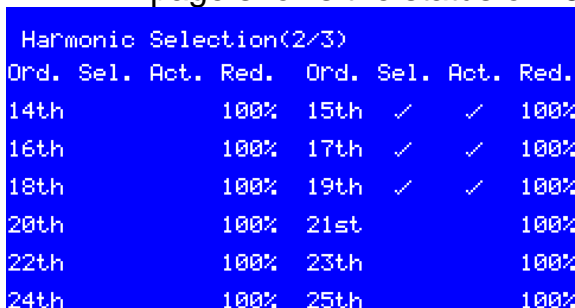 Harmonic Selection(2/3)
Ord. Sel. Act. Red. Ord. Sel. Act. Red.
14th 100% 15th ✓ ✓ 100%
16th 100% 17th ✓ ✓ 100%
18th 100% 19th ✓ ✓ 100%
20th 100% 21st 100%
22th 100% 23th 100%
24th 100% 25th 100%